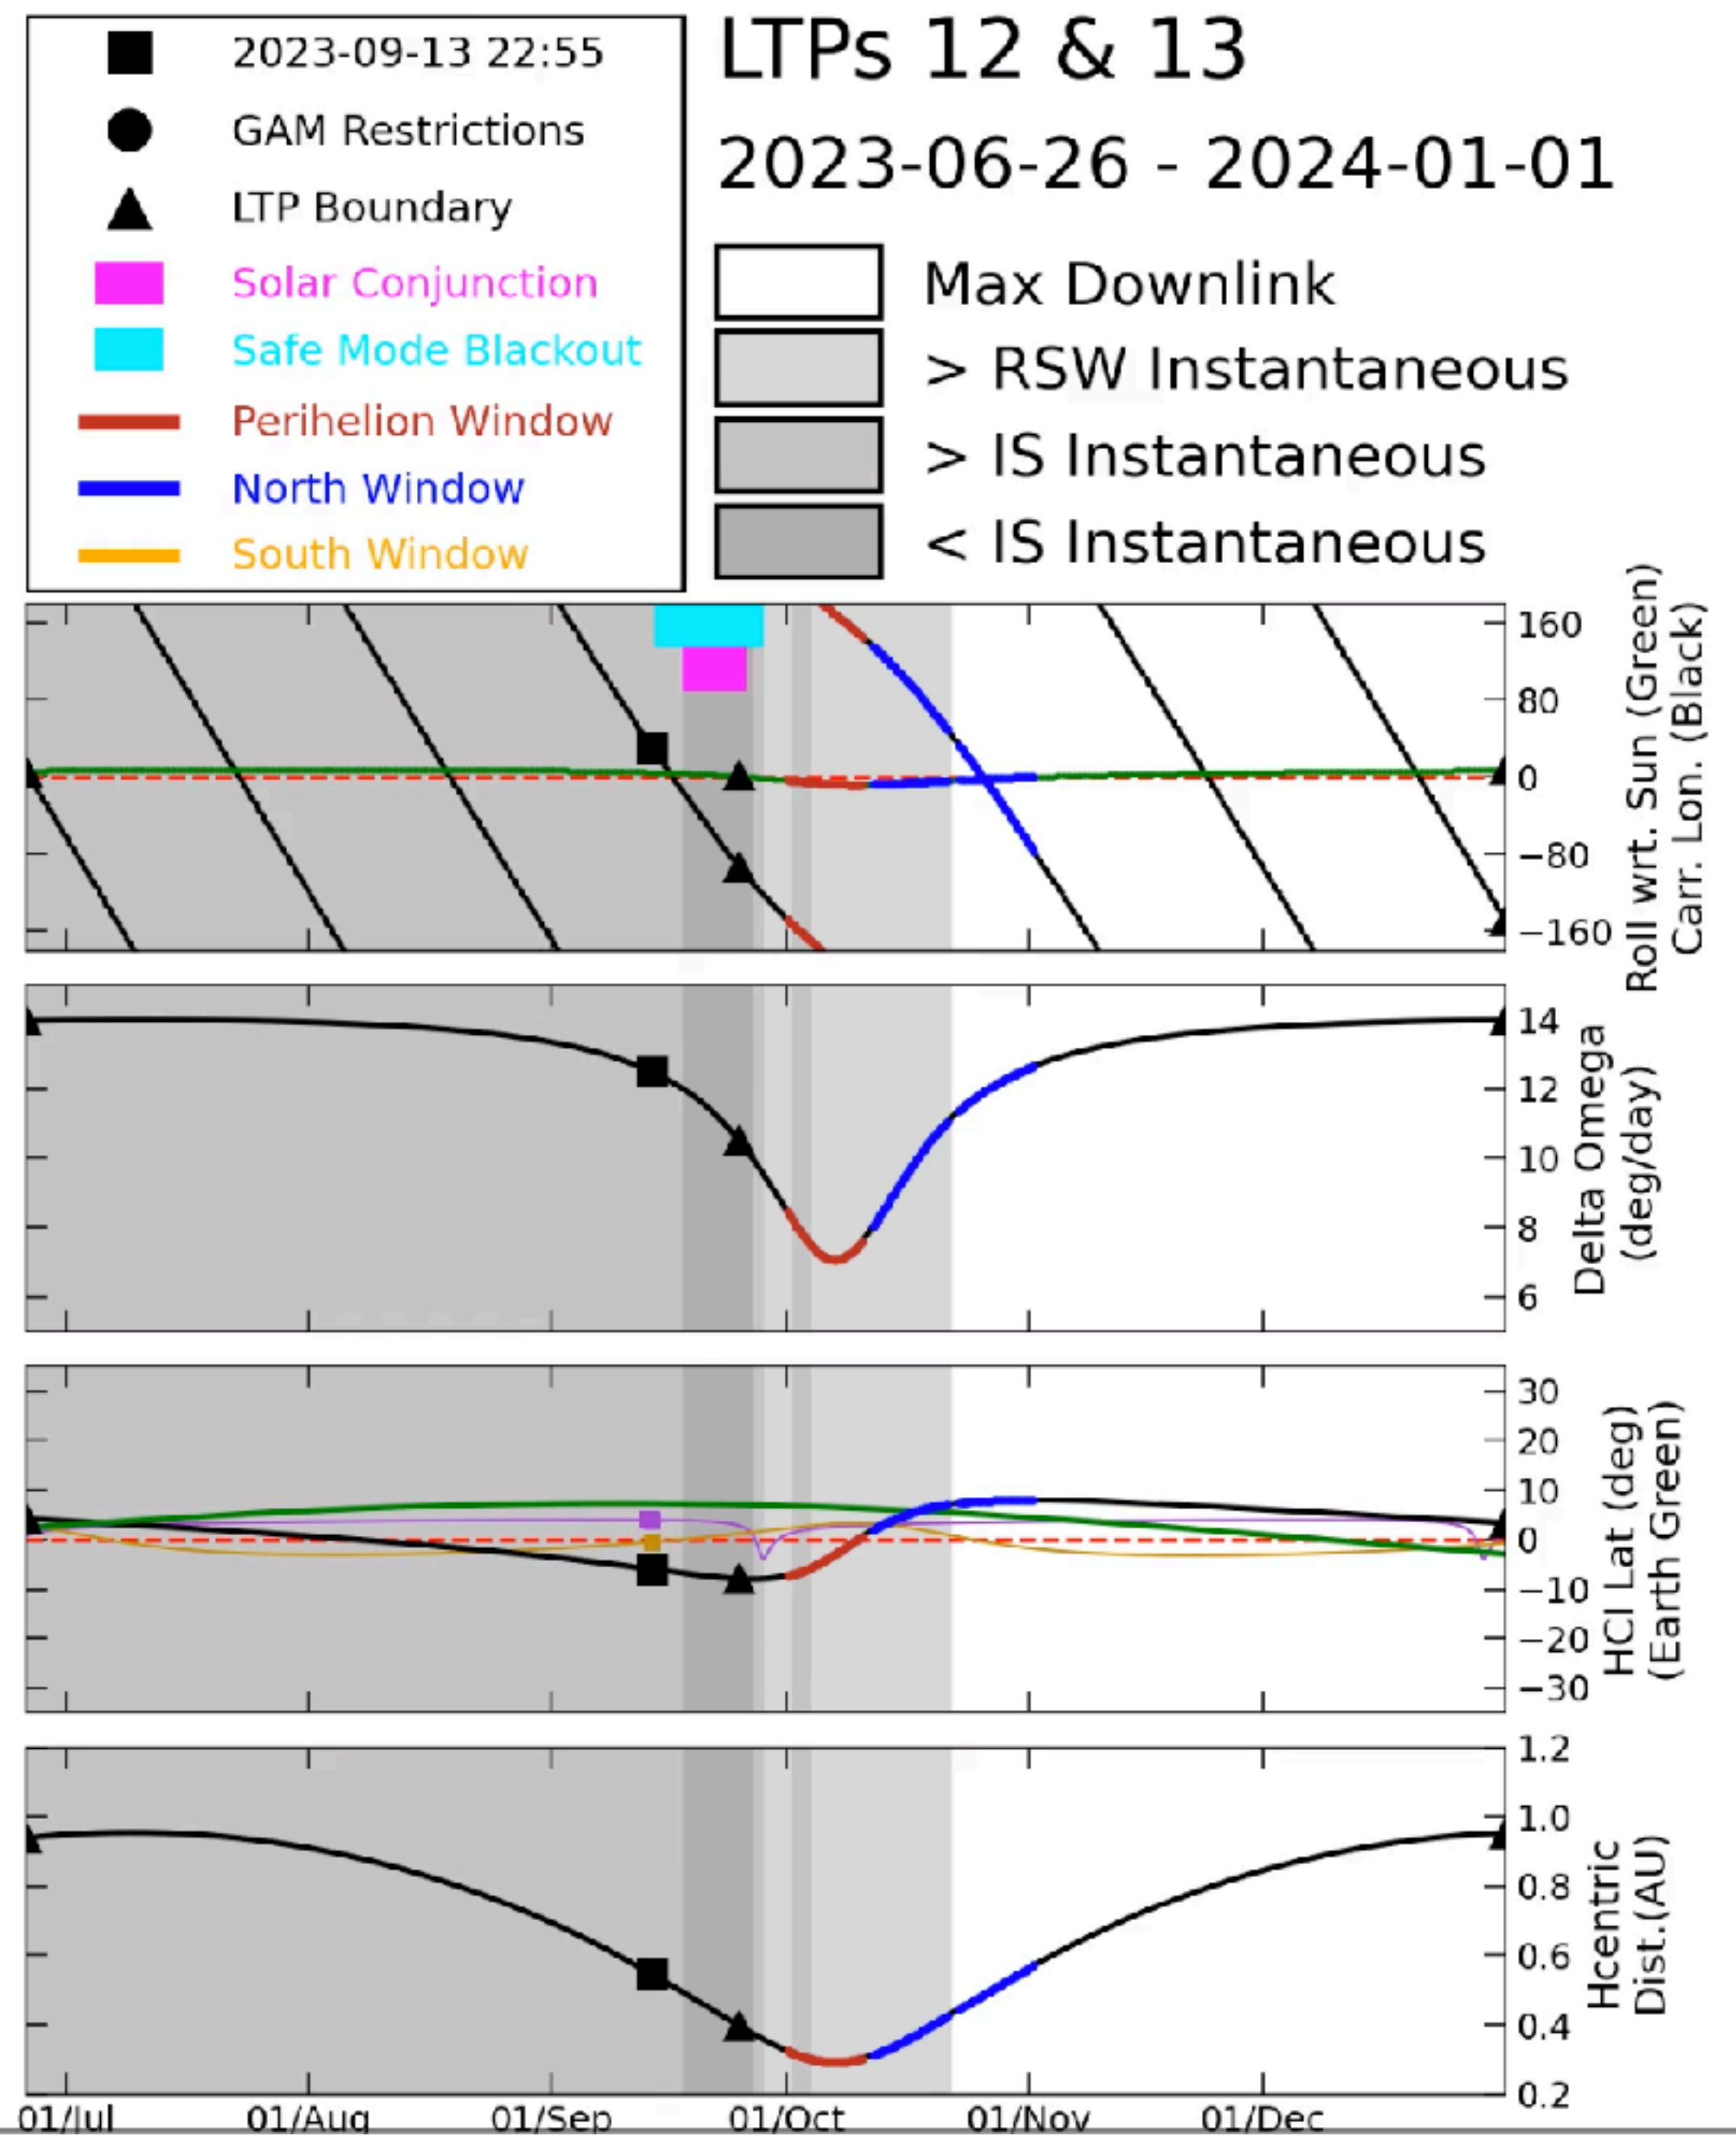 2023-09-13 22:55
GAM Restrictions
LTP Boundary
Solar Conjunction
Safe Mode Blackout
Perihelion Window
North Window
South Window
LTPs 12 & 13
2023-06-26 - 2024-01-01
Max Downlink
> RSW Instantaneous
> IS Instantaneous
< IS Instantaneous
160
80
0
−80
−160
Roll wrt. Sun (Green)
Carr. Lon. (Black)
14
12
10
8
6
Delta Omega
(deg/day)
30
20
10
0
−10
−20
−30
HCI Lat (deg)
(Earth Green)
1.2
1.0
0.8
0.6
0.4
0.2
Hcentric
Dist.(AU)
01/Jul 01/Aug 01/Sep 01/Oct 01/Nov 01/Dec